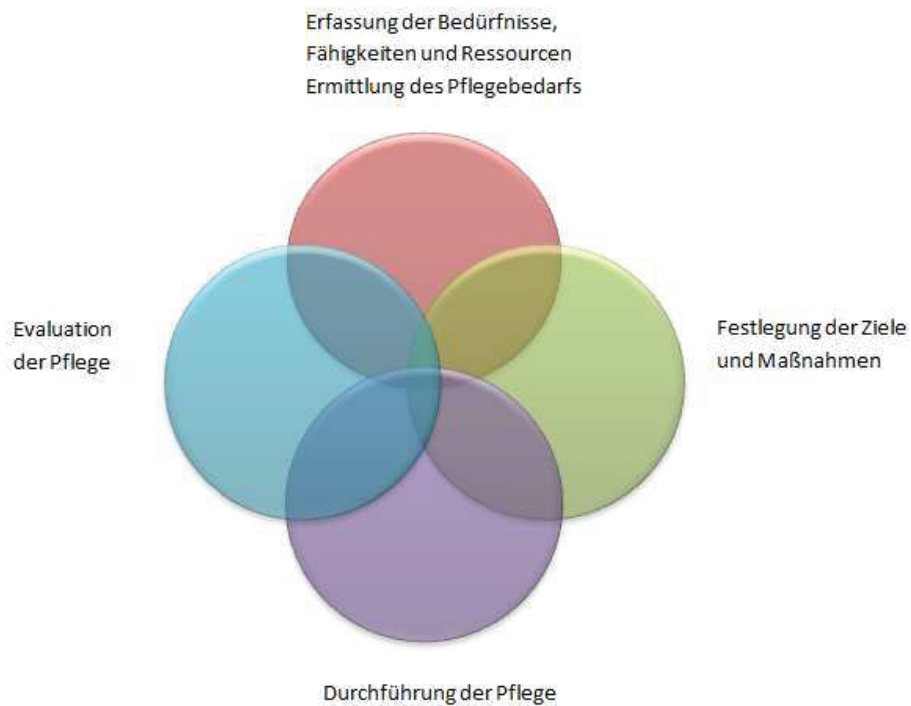 Erfassung der Bedürfnisse,
Fähigkeiten und Ressourcen
Ermittlung des Pflegebedarfs
Evaluation
der Pflege
Festlegung der Ziele
und Maßnahmen
Durchführung der Pflege